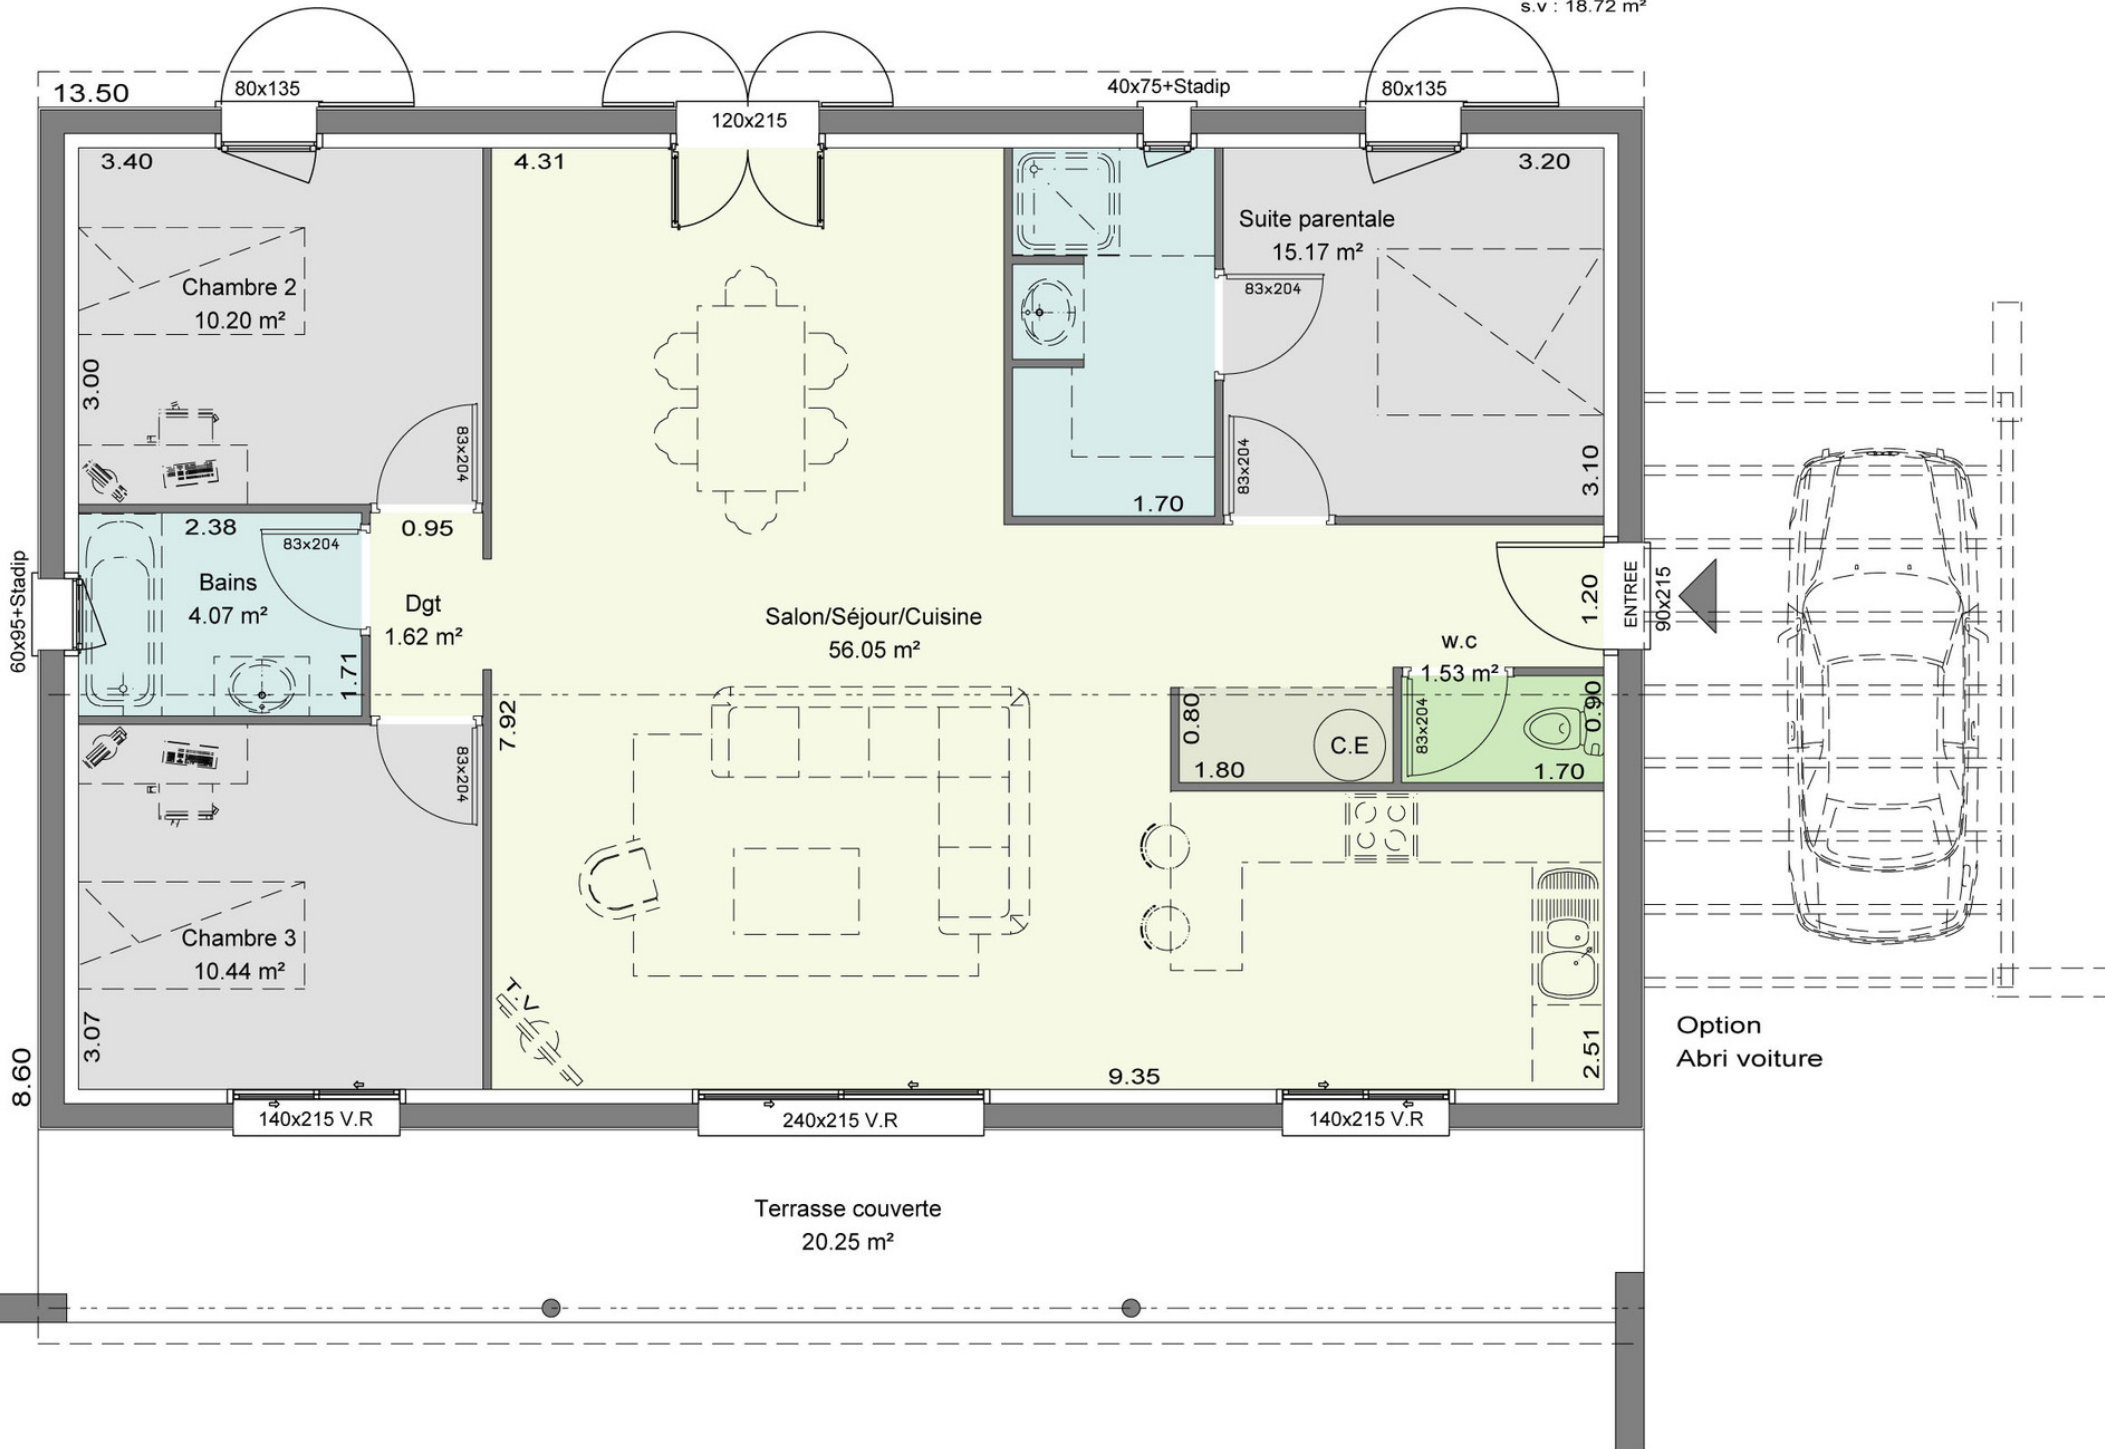 s.v : 18.72 m²
13.50
80x135
120x215
40x75+Stadip
80x135
3.40
4.31
3.20
Suite parentale
15.17 m²
83x204
Chambre 2
10.20 m²
3.00
83x204
83x204
3.10
1.70
2.38
0.95
83x204
60x95+Stadip
Bains
4.07 m²
Dgt
1.62 m²
1.71
Salon/Séjour/Cuisine
56.05 m²
1.20
ENTREE
90x215
w.c
1.53 m²
0.90
0.80
83x204
C.E
1.80
1.70
7.92
83x204
Chambre 3
10.44 m²
T.V
3.07
2.51
9.35
8.60
Option
Abri voiture
140x215 V.R
240x215 V.R
140x215 V.R
Terrasse couverte
20.25 m²